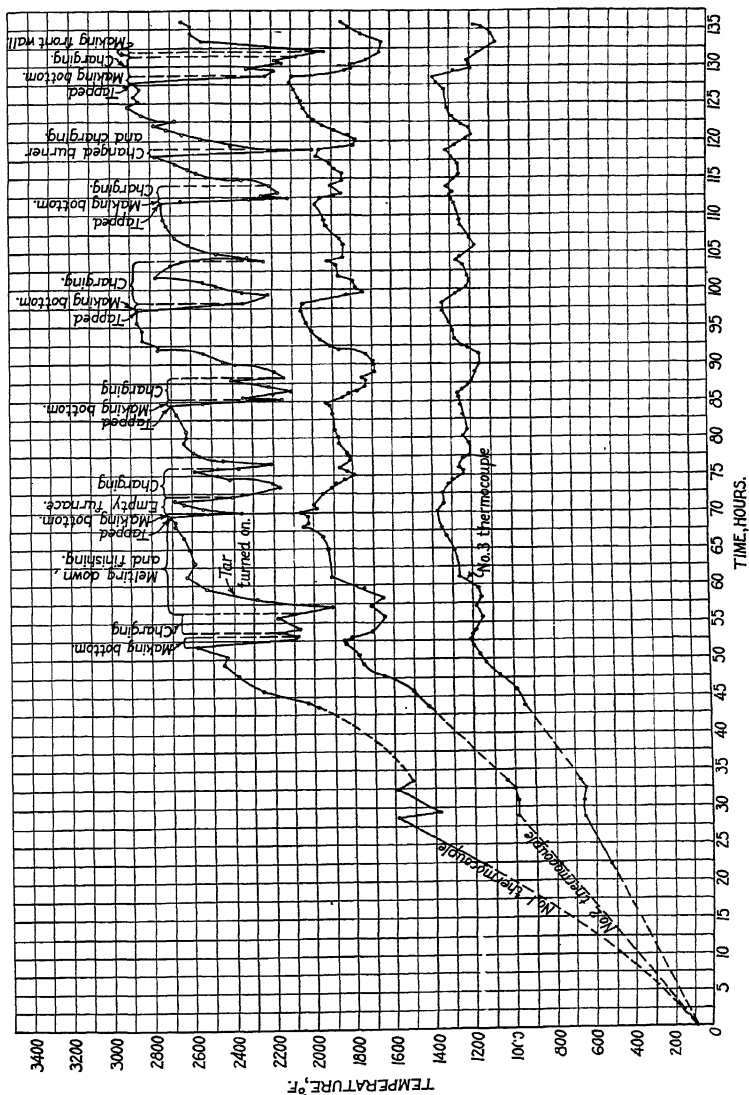 Making bottom.
Charging
Melting down,
and finishing.
Tapped
Making bottom.
Empty furnace.
Charging
Tapped
Making bottom.
Charging
Tapped
Making bottom.
Charging.
Tapped
Making bottom.
Charging.
Changed burner
and charging.
Tapped
Making bottom
Charging.
Making front wall.
Tar
turned on.
No.1 thermocouple
No.2 thermocouple
No.3 thermocouple
TEMPERATURE, °F.
3400
3200
3000
2800
2600
2400
2200
2000
1800
1600
1400
1200
1000
800
600
400
200
0
5
10
15
20
25
30
35
40
45
50
55
60
65
70
75
80
85
90
95
100
105
110
115
120
125
130
135
TIME, HOURS.